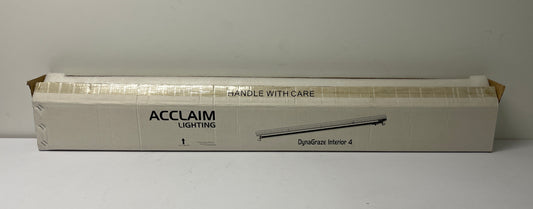 HANDLE WITH CARE
ACCLAIM
LIGHTING
DynaGraze Interior 4